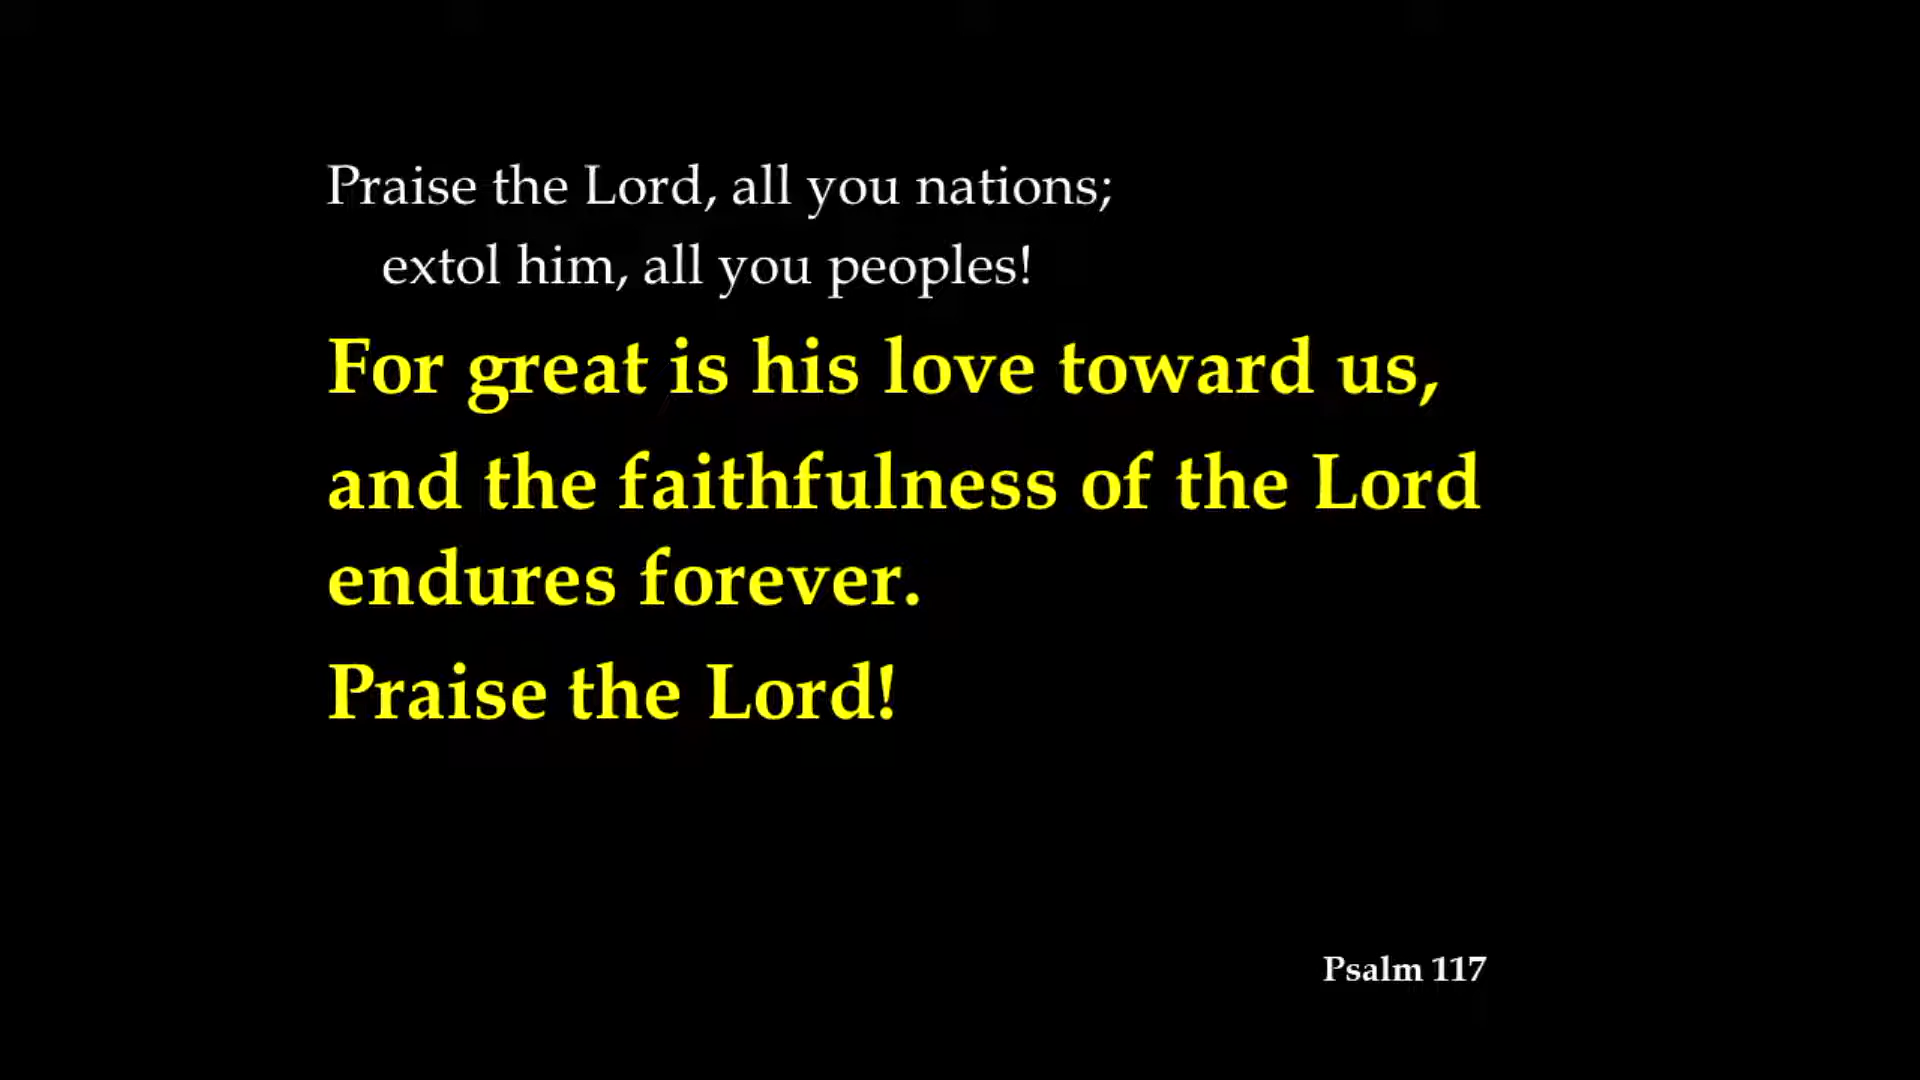 Praise the Lord, all you nations;
extol him, all you peoples!
For great is his love toward us,
and the faithfulness of the Lord
endures forever.
Praise the Lord!
Psalm 117